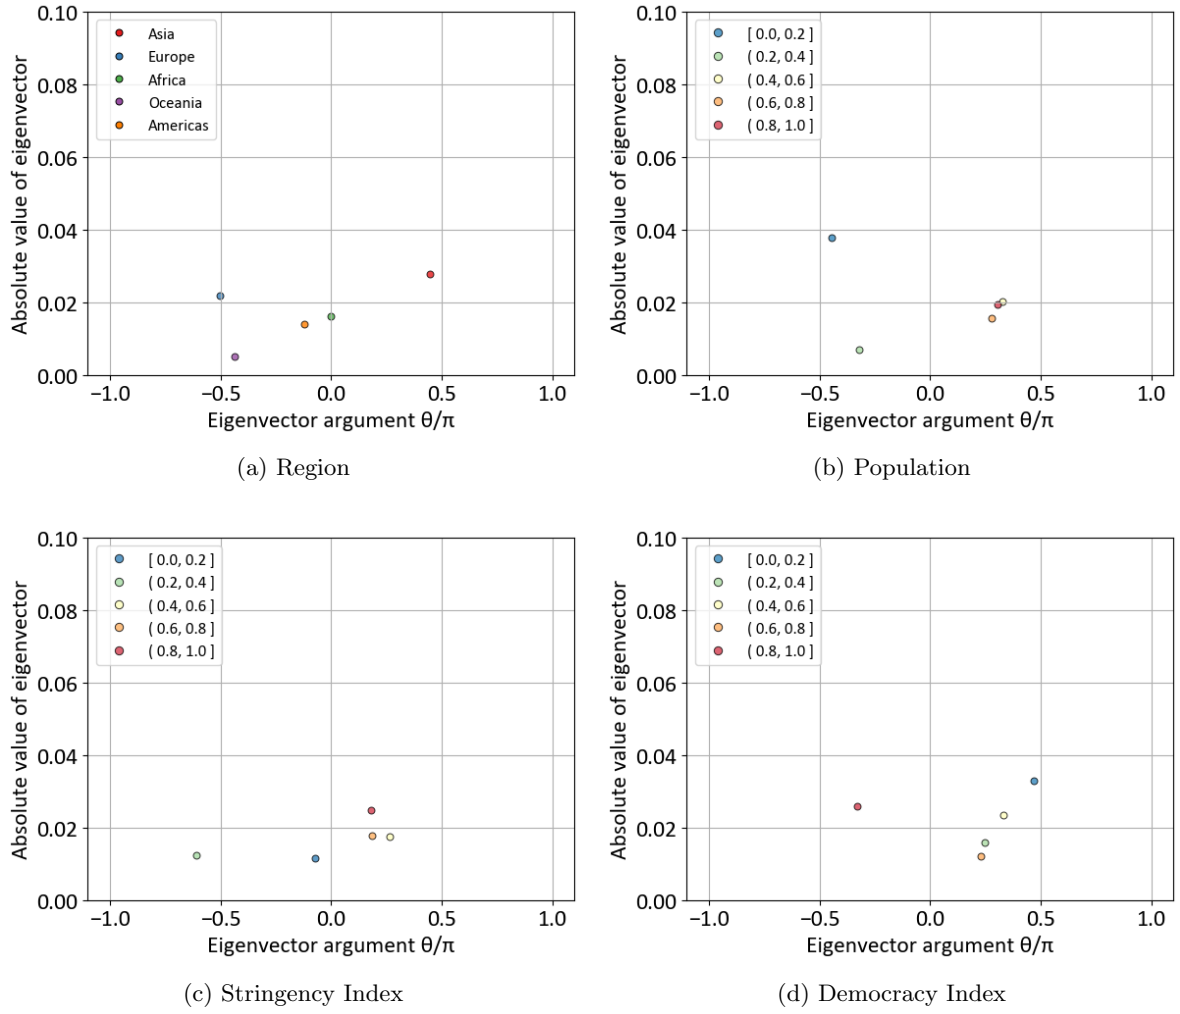 Absolute value of eigenvector
0.10
0.08
0.06
0.04
0.02
0.00
Asia
Europe
Africa
Oceania
Americas
−1.0 −0.5 0.0 0.5 1.0
Eigenvector argument θ/π
(a) Region
Absolute value of eigenvector
0.10
0.08
0.06
0.04
0.02
0.00
[ 0.0, 0.2 ]
( 0.2, 0.4 ]
( 0.4, 0.6 ]
( 0.6, 0.8 ]
( 0.8, 1.0 ]
−1.0 −0.5 0.0 0.5 1.0
Eigenvector argument θ/π
(b) Population
Absolute value of eigenvector
0.10
0.08
0.06
0.04
0.02
0.00
[ 0.0, 0.2 ]
( 0.2, 0.4 ]
( 0.4, 0.6 ]
( 0.6, 0.8 ]
( 0.8, 1.0 ]
−1.0 −0.5 0.0 0.5 1.0
Eigenvector argument θ/π
(c) Stringency Index
Absolute value of eigenvector
0.10
0.08
0.06
0.04
0.02
0.00
[ 0.0, 0.2 ]
( 0.2, 0.4 ]
( 0.4, 0.6 ]
( 0.6, 0.8 ]
( 0.8, 1.0 ]
−1.0 −0.5 0.0 0.5 1.0
Eigenvector argument θ/π
(d) Democracy Index